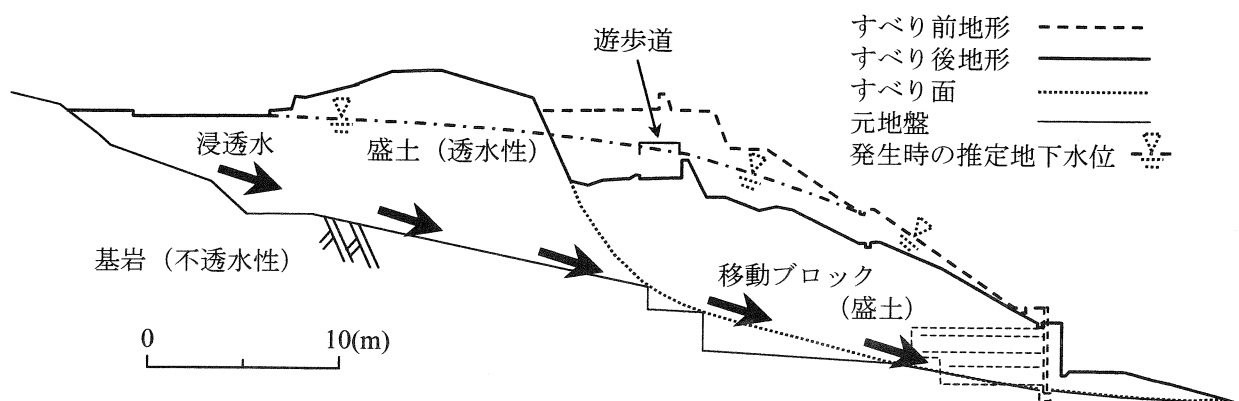 すべり前地形
すべり後地形
すべり面
元地盤
発生時の推定地下水位
遊歩道
浸透水
盛土（透水性）
基岩（不透水性）
移動ブロック
（盛土）
0 10(m)